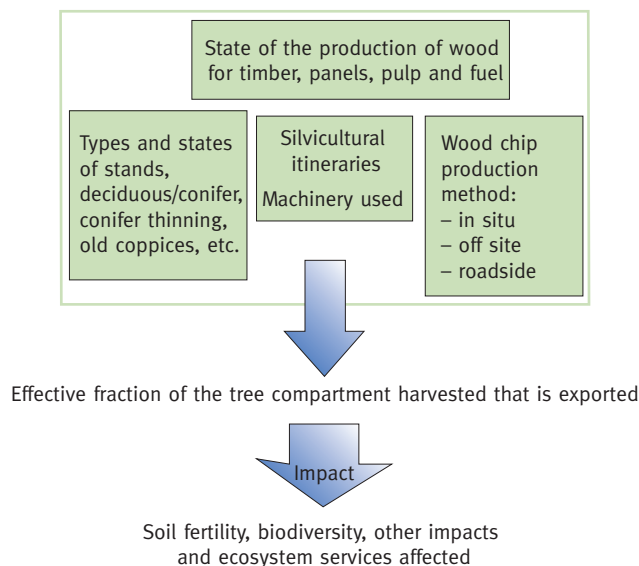 State of the production of wood
for timber, panels, pulp and fuel
Types and states
of stands,
deciduous/conifer,
conifer thinning,
old coppices, etc.
Silvicultural
itineraries
Machinery used
Wood chip
production
method:
– in situ
– off site
– roadside
Effective fraction of the tree compartment harvested that is exported
Impact
Soil fertility, biodiversity, other impacts
and ecosystem services affected